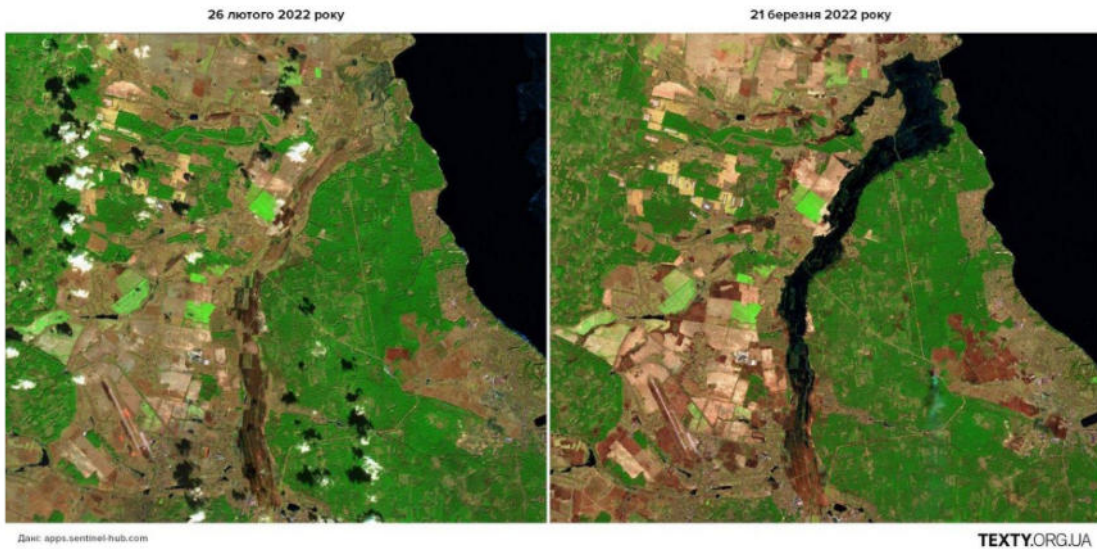 26 лютого 2022 року
21 березня 2022 року
Дані: apps.sentinel-hub.com
TEXTY.ORG.UA